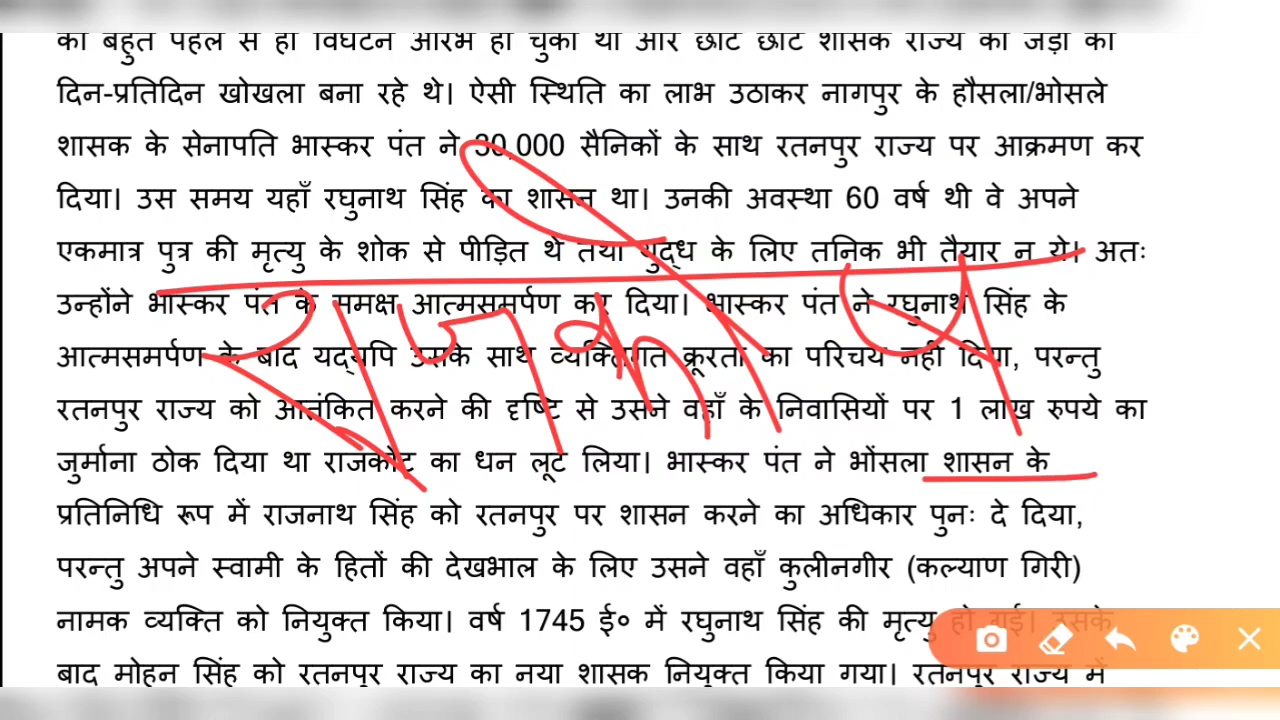 को बहुत पहले से ही विघटन आरंभ हो चुका था और छोटे छोटे शासक राज्य की जड़ों को
दिन-प्रतिदिन खोखला बना रहे थे। ऐसी स्थिति का लाभ उठाकर नागपुर के हौसला/भोसले
शासक के सेनापति भास्कर पंत ने 30,000 सैनिकों के साथ रतनपुर राज्य पर आक्रमण कर
दिया। उस समय यहाँ रघुनाथ सिंह का शासन था। उनकी अवस्था 60 वर्ष थी वे अपने
एकमात्र पुत्र की मृत्यु के शोक से पीड़ित थे तथा युद्ध के लिए तनिक भी तैयार न थे। अतः
उन्होंने भास्कर पंत के समक्ष आत्मसमर्पण कर दिया। भास्कर पंत ने रघुनाथ सिंह के
आत्मसमर्पण के बाद यद्यपि उसके साथ व्यक्तिगत क्रूरता का परिचय नहीं दिया, परन्तु
रतनपुर राज्य को आतंकित करने की दृष्टि से उसने वहाँ के निवासियों पर 1 लाख रुपये का
जुर्माना ठोक दिया था राजकोट का धन लूट लिया। भास्कर पंत ने भोंसला शासन के
प्रतिनिधि रूप में राजनाथ सिंह को रतनपुर पर शासन करने का अधिकार पुनः दे दिया,
परन्तु अपने स्वामी के हितों की देखभाल के लिए उसने वहाँ कुलीनगीर (कल्याण गिरी)
नामक व्यक्ति को नियुक्त किया। वर्ष 1745 ई० में रघुनाथ सिंह की मृत्यु हो गई। उसके
बाद मोहन सिंह को रतनपुर राज्य का नया शासक नियुक्त किया गया। रतनपुर राज्य में
राजकोष